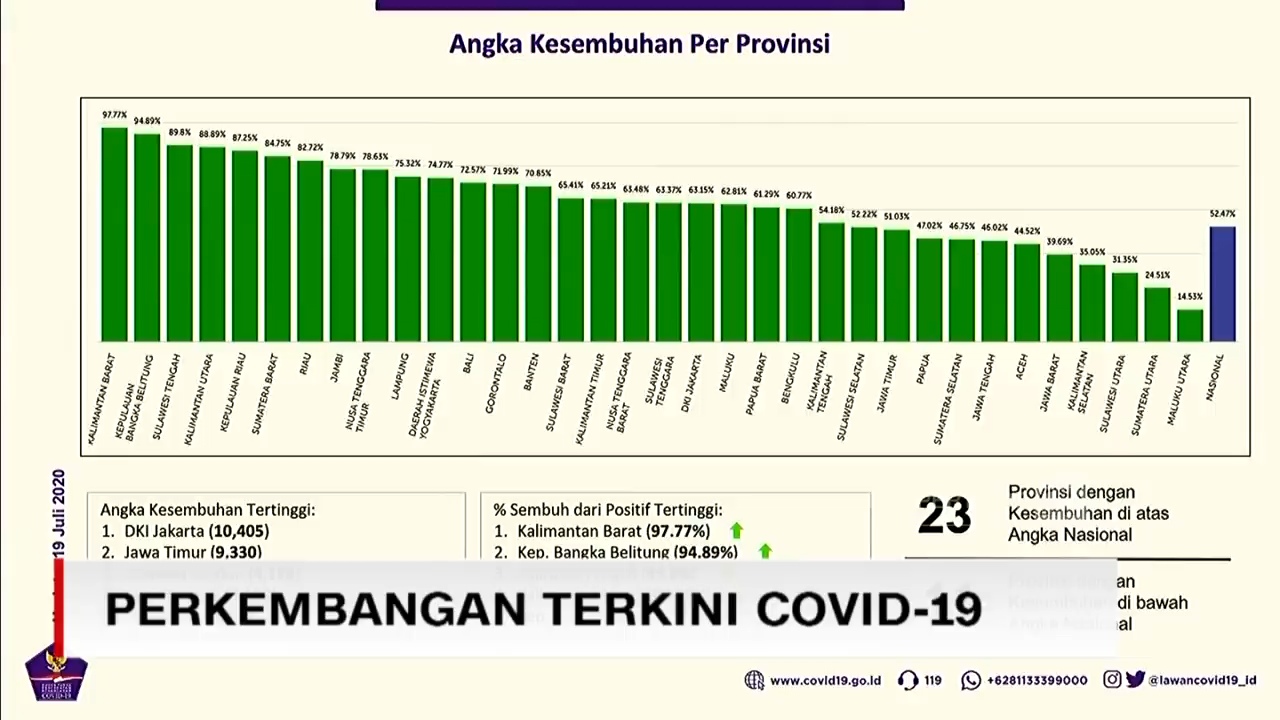 Angka Kesembuhan Per Provinsi
97.77%
94.89%
89.8%
88.89%
87.25%
84.75%
82.72%
78.79%
78.63%
75.32%
74.77%
72.57%
71.99%
70.85%
65.41%
65.21%
63.48%
63.37%
63.15%
62.81%
61.29%
60.77%
54.18%
52.22%
51.03%
47.02%
46.75%
46.02%
44.52%
39.69%
35.05%
31.35%
24.51%
14.53%
52.47%
KALIMANTAN BARAT
KEPULAUAN
BANGKA BELITUNG
SULAWESI TENGAH
KALIMANTAN UTARA
KEPULAUAN RIAU
SUMATERA BARAT
RIAU
JAMBI
NUSA TENGGARA
TIMUR
LAMPUNG
DAERAH ISTIMEWA
YOGYAKARTA
BALI
GORONTALO
BANTEN
SULAWESI BARAT
KALIMANTAN TIMUR
NUSA TENGGARA
BARAT
SULAWESI
TENGGARA
DKI JAKARTA
MALUKU
PAPUA BARAT
BENGKULU
KALIMANTAN
TENGAH
SULAWESI SELATAN
JAWA TIMUR
PAPUA
SUMATERA SELATAN
JAWA TENGAH
ACEH
JAWA BARAT
KALIMANTAN
SELATAN
SULAWESI UTARA
SUMATERA UTARA
MALUKU UTARA
NASIONAL
19 Juli 2020
Angka Kesembuhan Tertinggi:
1. DKI Jakarta (10,405)
2. Jawa Timur (9.330)
% Sembuh dari Positif Tertinggi:
1. Kalimantan Barat (97.77%)
2. Kep. Bangka Belitung (94.89%)
23
Provinsi dengan
Kesembuhan di atas
Angka Nasional
di bawah
PERKEMBANGAN TERKINI COVID-19
COVID-19
www.covid19.go.id
119
+6281133399000
@lawancovid19_id